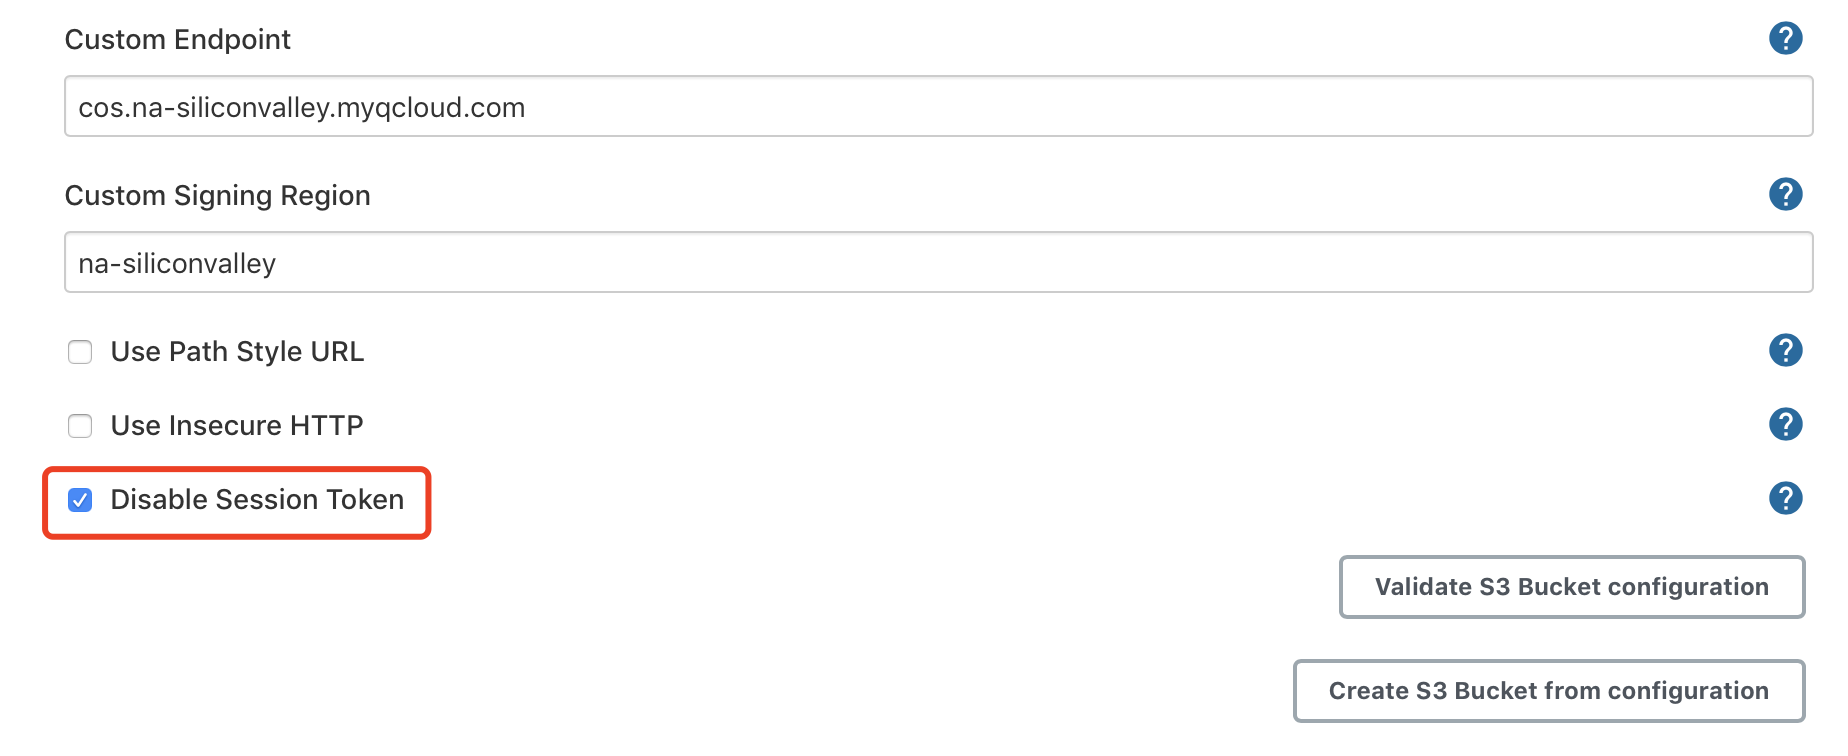 Custom Endpoint
?
cos.na-siliconvalley.myqcloud.com
Custom Signing Region
?
na-siliconvalley
Use Path Style URL
?
Use Insecure HTTP
?
Disable Session Token
?
Validate S3 Bucket configuration
Create S3 Bucket from configuration